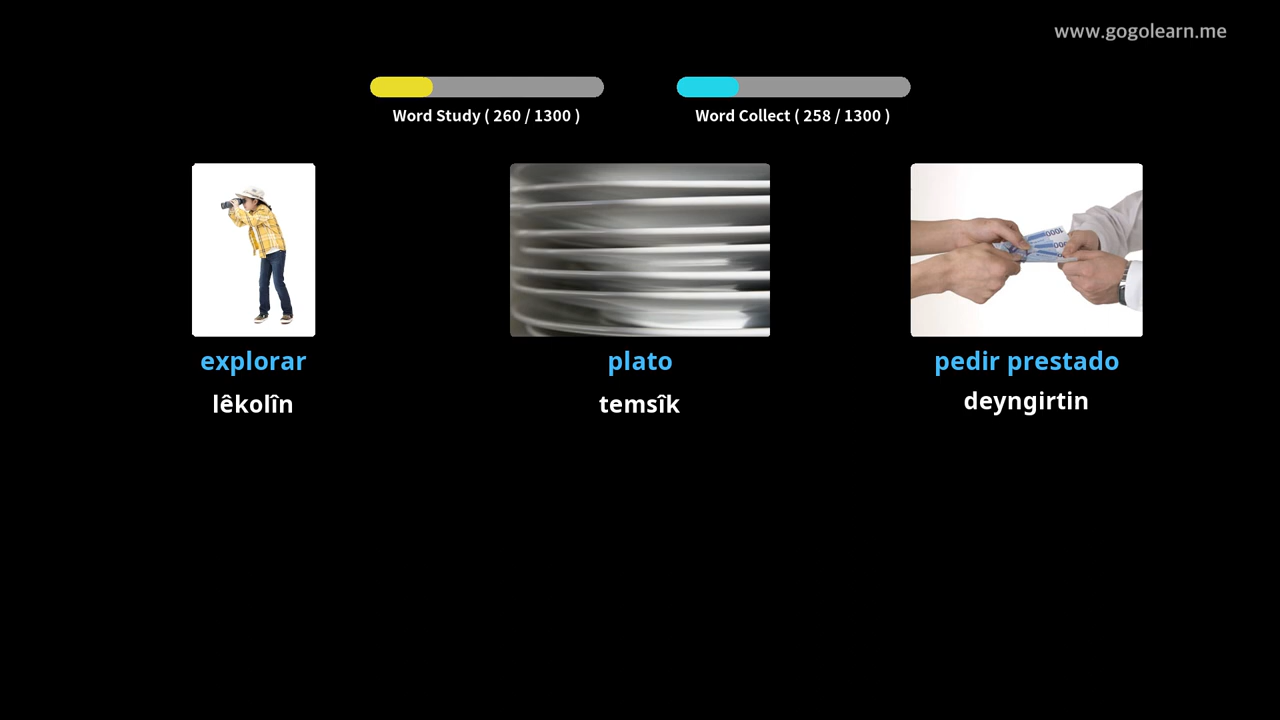 www.gogolearn.me
Word Study ( 260 / 1300 )
Word Collect ( 258 / 1300 )
explorar
plato
pedir prestado
lêkolîn
temsîk
deyngirtin